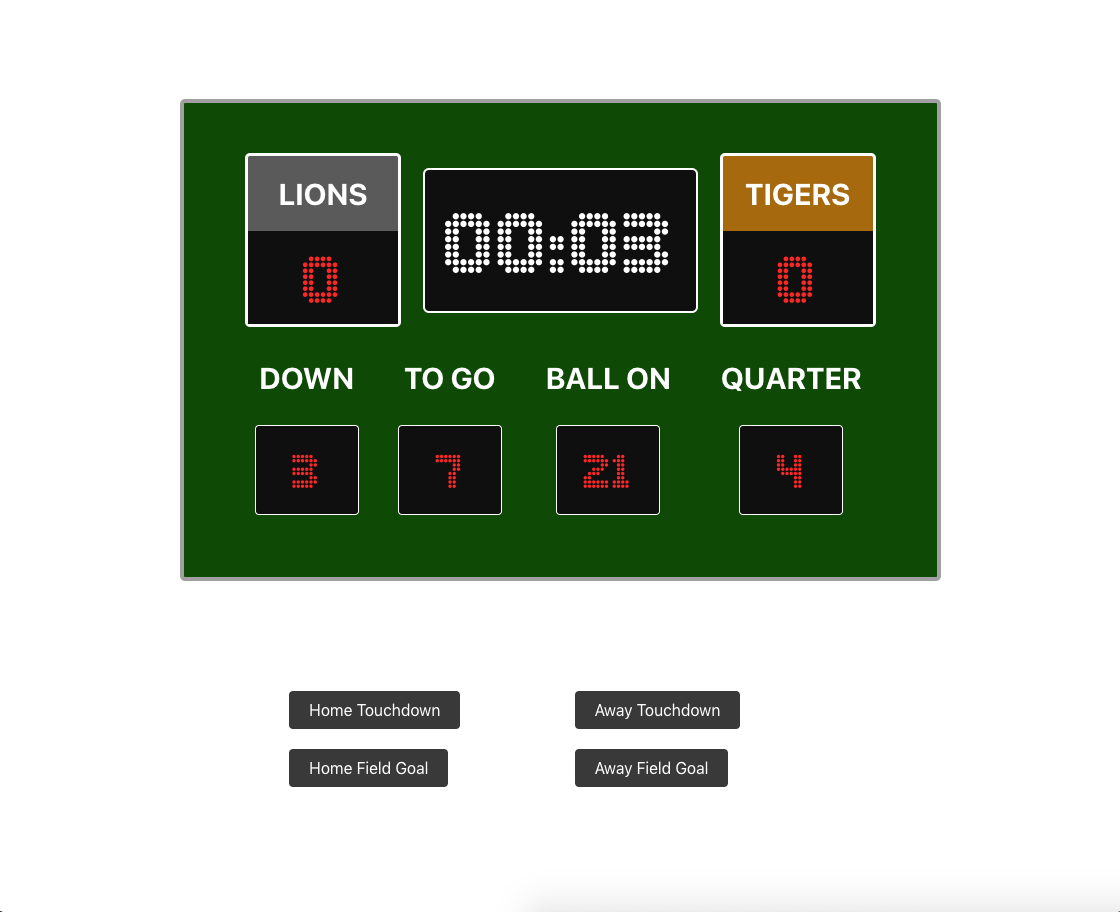 LIONS
TIGERS
00:03
0
0
DOWN
TO GO
BALL ON
QUARTER
3
7
21
4
Home Touchdown
Away Touchdown
Home Field Goal
Away Field Goal